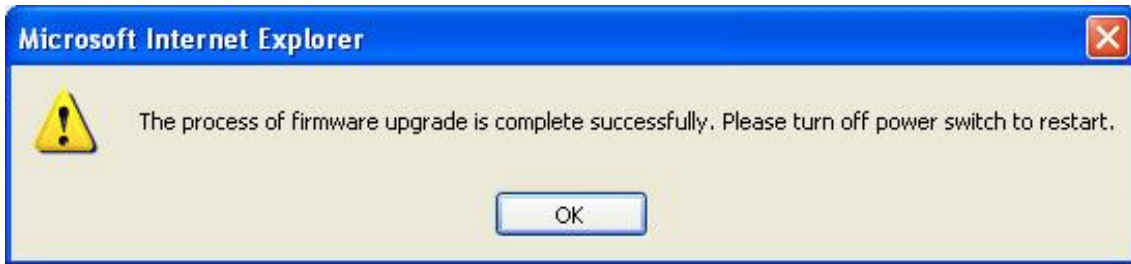 Microsoft Internet Explorer
The process of firmware upgrade is complete successfully. Please turn off power switch to restart.
OK